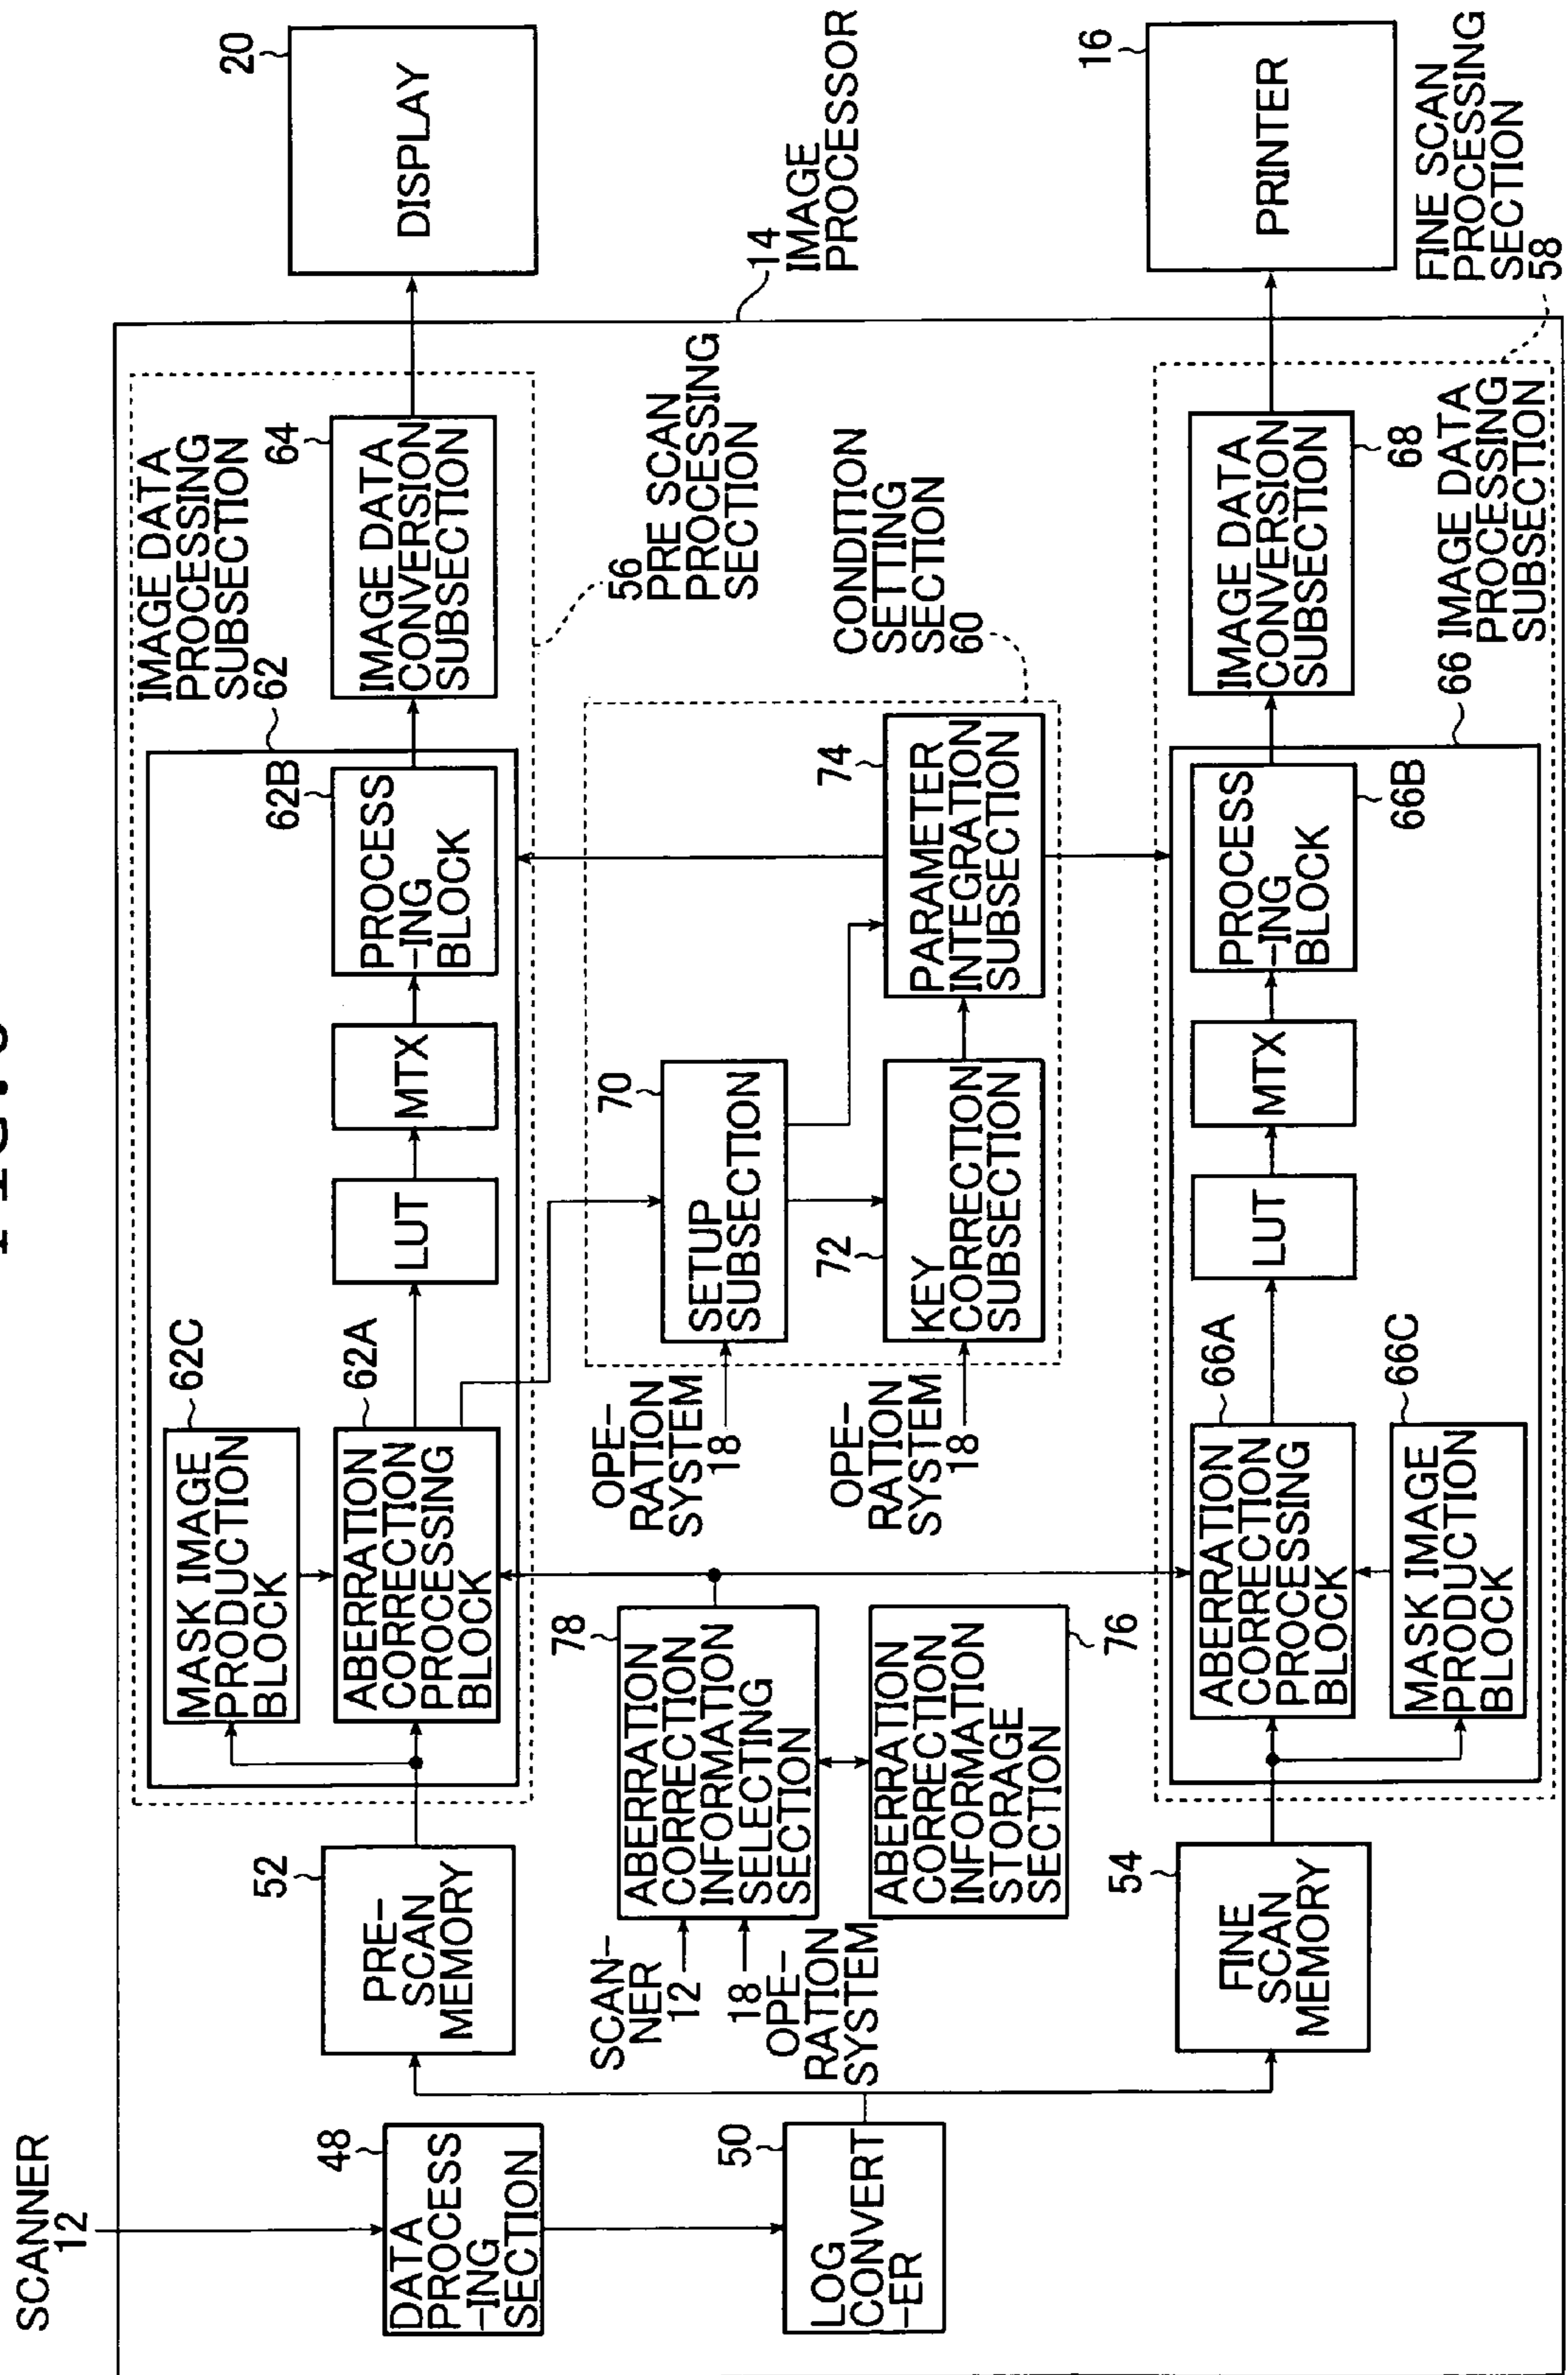 SCANNER
12
48
DATA
PROCESS
-ING
SECTION
50
LOG
CONVERT
-ER
52
PRE-
SCAN
MEMORY
54
FINE
SCAN
MEMORY
SCAN-
NER
12
18
OPE-
RATION
SYSTEM
78
ABERRATION
CORRECTION
INFORMATION
SELECTING
SECTION
76
ABERRATION
CORRECTION
INFORMATION
STORAGE
SECTION
62C
MASK IMAGE
PRODUCTION
BLOCK
62A
ABERRATION
CORRECTION
PROCESSING
BLOCK
LUT
MTX
62B
PROCESS
-ING
BLOCK
IMAGE DATA
PROCESSING
SUBSECTION
62
64
IMAGE DATA
CONVERSION
SUBSECTION
56
PRE SCAN
PROCESSING
SECTION
20
DISPLAY
14
IMAGE
PROCESSOR
OPE-
RATION
SYSTEM
18
OPE-
RATION
SYSTEM
18
70
SETUP
SUBSECTION
72
KEY
CORRECTION
SUBSECTION
74
PARAMETER
INTEGRATION
SUBSECTION
CONDITION
SETTING
SECTION
60
66A
ABERRATION
CORRECTION
PROCESSING
BLOCK
66C
MASK IMAGE
PRODUCTION
BLOCK
LUT
MTX
66B
PROCESS
-ING
BLOCK
66 IMAGE DATA
PROCESSING
SUBSECTION
68
IMAGE DATA
CONVERSION
SUBSECTION
16
PRINTER
FINE SCAN
PROCESSING
SECTION
58